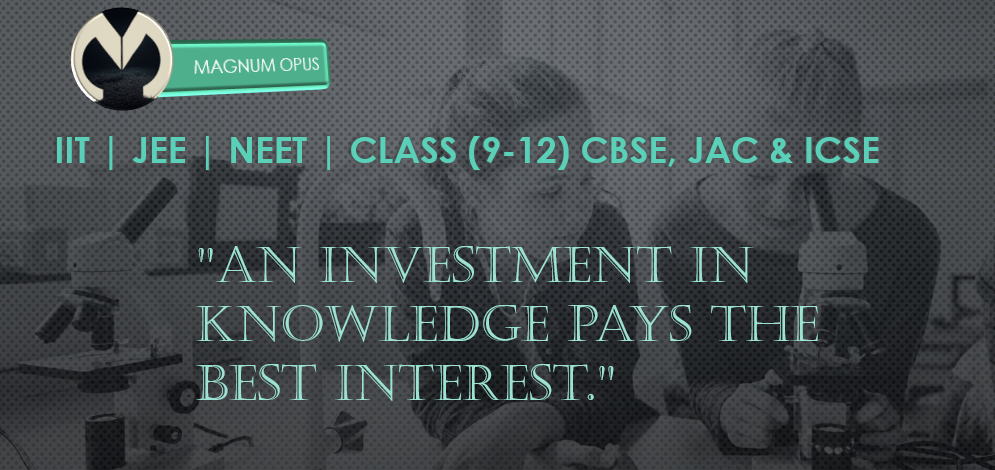 MAGNUM OPUS
IIT | JEE | NEET | CLASS (9-12) CBSE, JAC & ICSE
"AN INVESTMENT IN
KNOWLEDGE PAYS THE
BEST INTEREST."